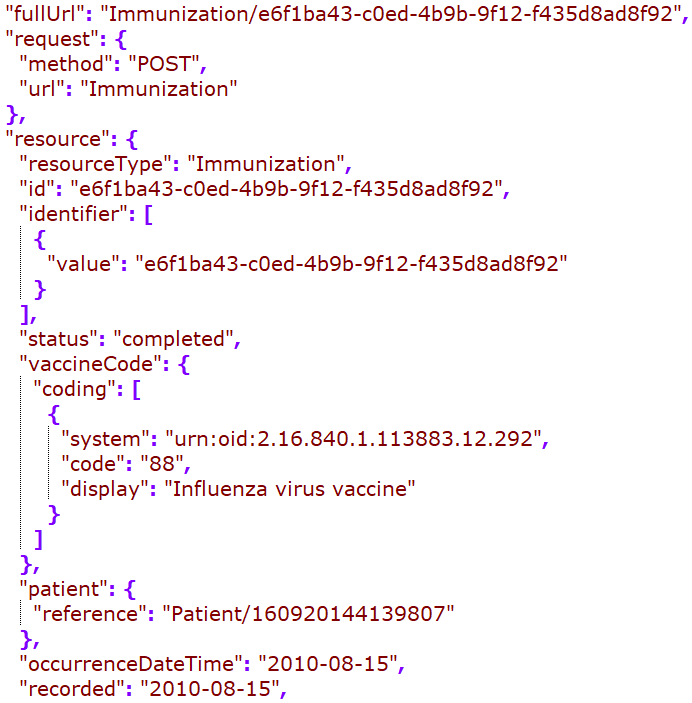 "fullUrl": "Immunization/e6f1ba43-c0ed-4b9b-9f12-f435d8ad8f92",
"request": {
"method": "POST",
"url": "Immunization"
},
"resource": {
"resourceType": "Immunization",
"id": "e6f1ba43-c0ed-4b9b-9f12-f435d8ad8f92",
"identifier": [
{
"value": "e6f1ba43-c0ed-4b9b-9f12-f435d8ad8f92"
}
],
"status": "completed",
"vaccineCode": {
"coding": [
{
"system": "urn:oid:2.16.840.1.113883.12.292",
"code": "88",
"display": "Influenza virus vaccine"
}
]
},
"patient": {
"reference": "Patient/160920144139807"
},
"occurrenceDateTime": "2010-08-15",
"recorded": "2010-08-15",